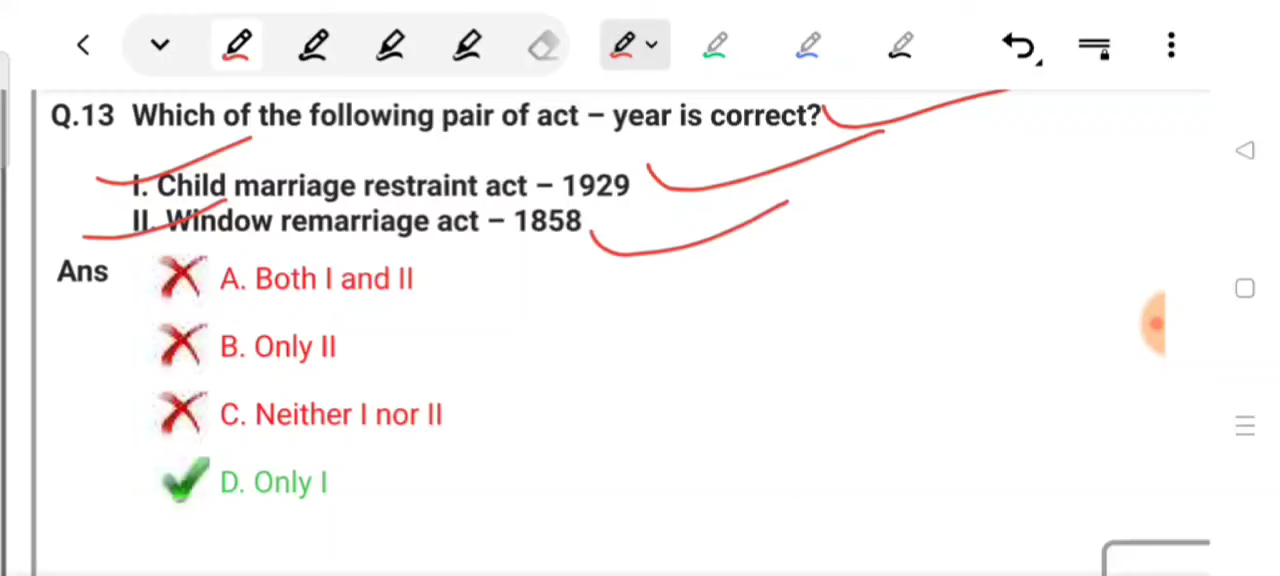 Q.13 Which of the following pair of act – year is correct?
I. Child marriage restraint act – 1929
II. Window remarriage act – 1858
Ans
A. Both I and II
B. Only II
C. Neither I nor II
D. Only I